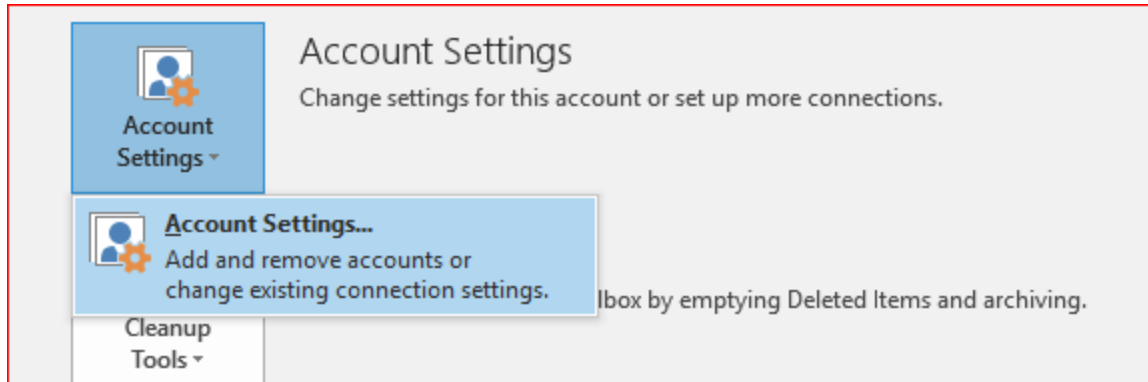 Account Settings
Change settings for this account or set up more connections.
Account
Settings
Account Settings...
Add and remove accounts or
change existing connection settings.
lbox by emptying Deleted Items and archiving.
Cleanup
Tools